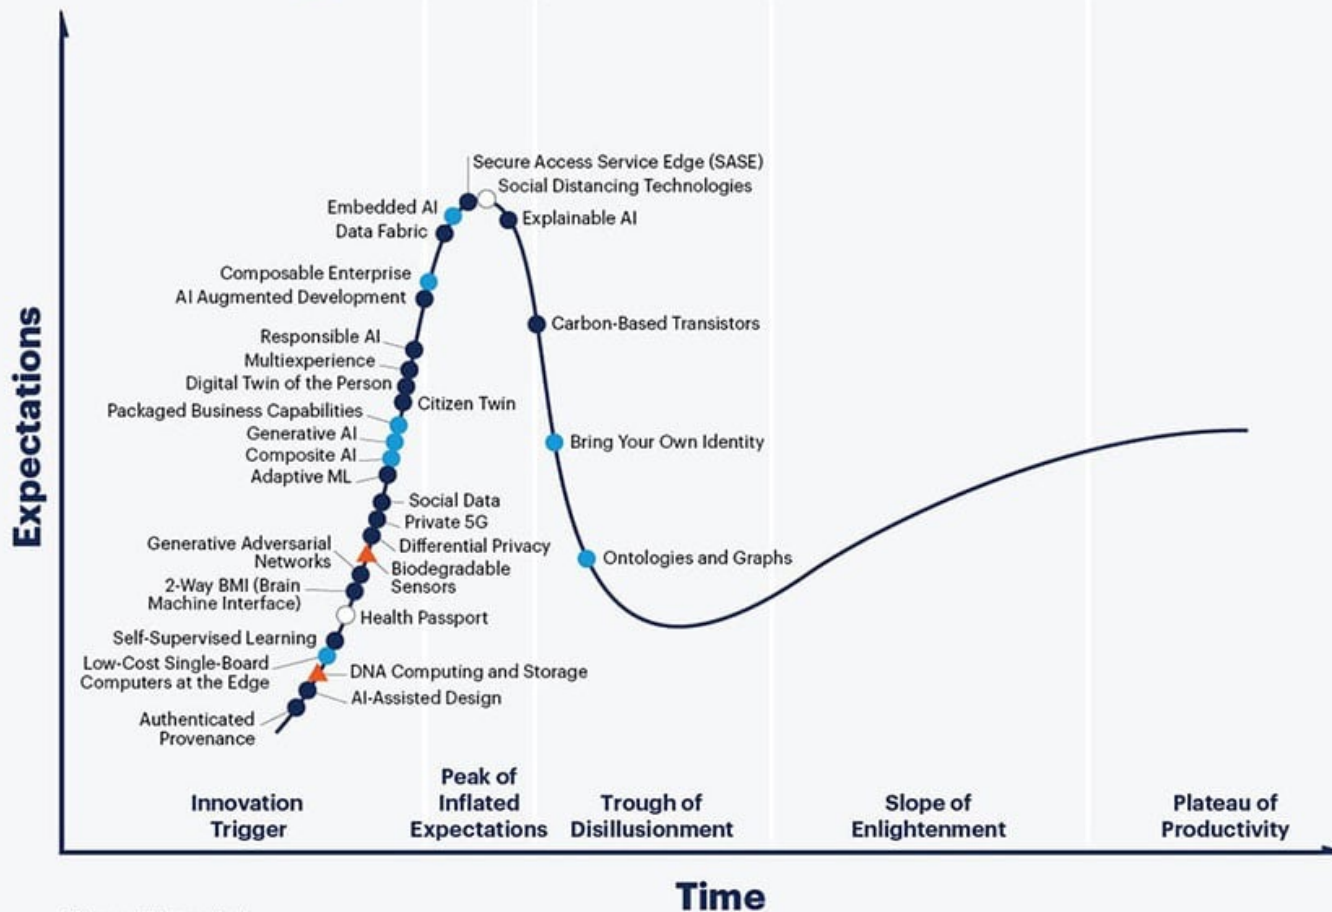 Expectations
Secure Access Service Edge (SASE)
Social Distancing Technologies
Embedded AI
Explainable AI
Data Fabric
Composable Enterprise
AI Augmented Development
Carbon-Based Transistors
Responsible AI
Multiexperience
Digital Twin of the Person
Citizen Twin
Packaged Business Capabilities
Generative AI
Bring Your Own Identity
Composite AI
Adaptive ML
Social Data
Private 5G
Generative Adversarial
Networks
Differential Privacy
Ontologies and Graphs
Biodegradable
Sensors
2-Way BMI (Brain
Machine Interface)
Health Passport
Self-Supervised Learning
Low-Cost Single-Board
Computers at the Edge
DNA Computing and Storage
AI-Assisted Design
Authenticated
Provenance
Innovation
Trigger
Peak of
Inflated
Expectations
Trough of
Disillusionment
Slope of
Enlightenment
Plateau of
Productivity
Time